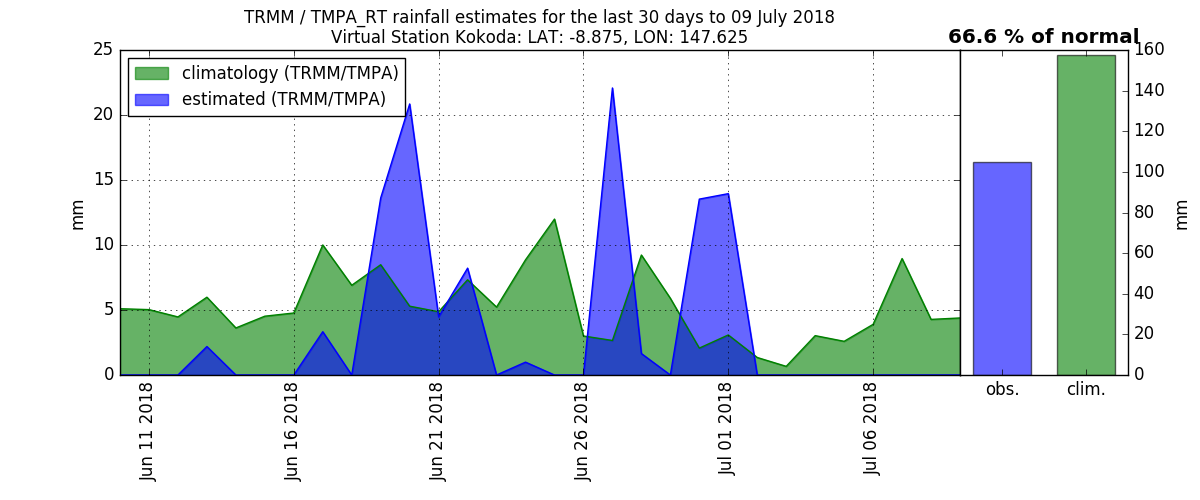 TRMM / TMPA_RT rainfall estimates for the last 30 days to 09 July 2018
Virtual Station Kokoda: LAT: -8.875, LON: 147.625
66.6 % of normal
climatology (TRMM/TMPA)
estimated (TRMM/TMPA)
25
20
15
10
5
0
mm
Jun 11 2018
Jun 16 2018
Jun 21 2018
Jun 26 2018
Jul 01 2018
Jul 06 2018
160
140
120
100
80
60
40
20
0
mm
obs.
clim.